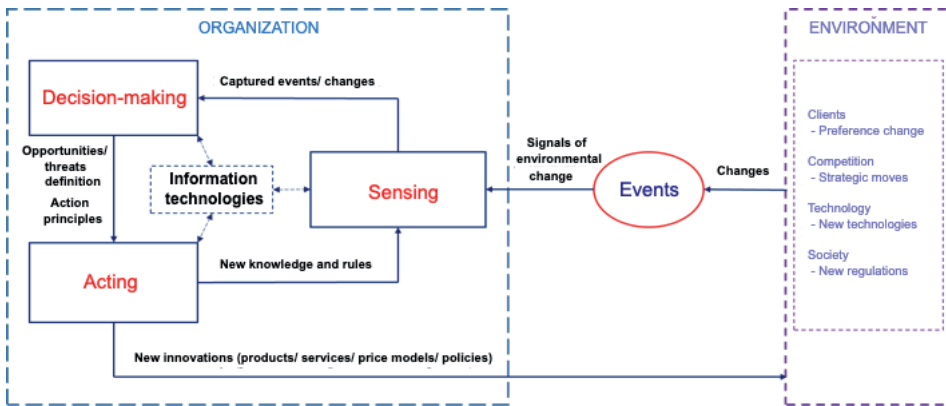 ORGANIZATION
ENVIROŇMENT
Captured events/ changes
Decision-making
Opportunities/
threats
definition
Action
principles
Information
technologies
Sensing
Signals of
environmental
change
Events
Changes
Acting
New knowledge and rules
New innovations (products/ services/ price models/ policies)
Clients
- Preference change
Competition
- Strategic moves
Technology
- New technologies
Society
- New regulations